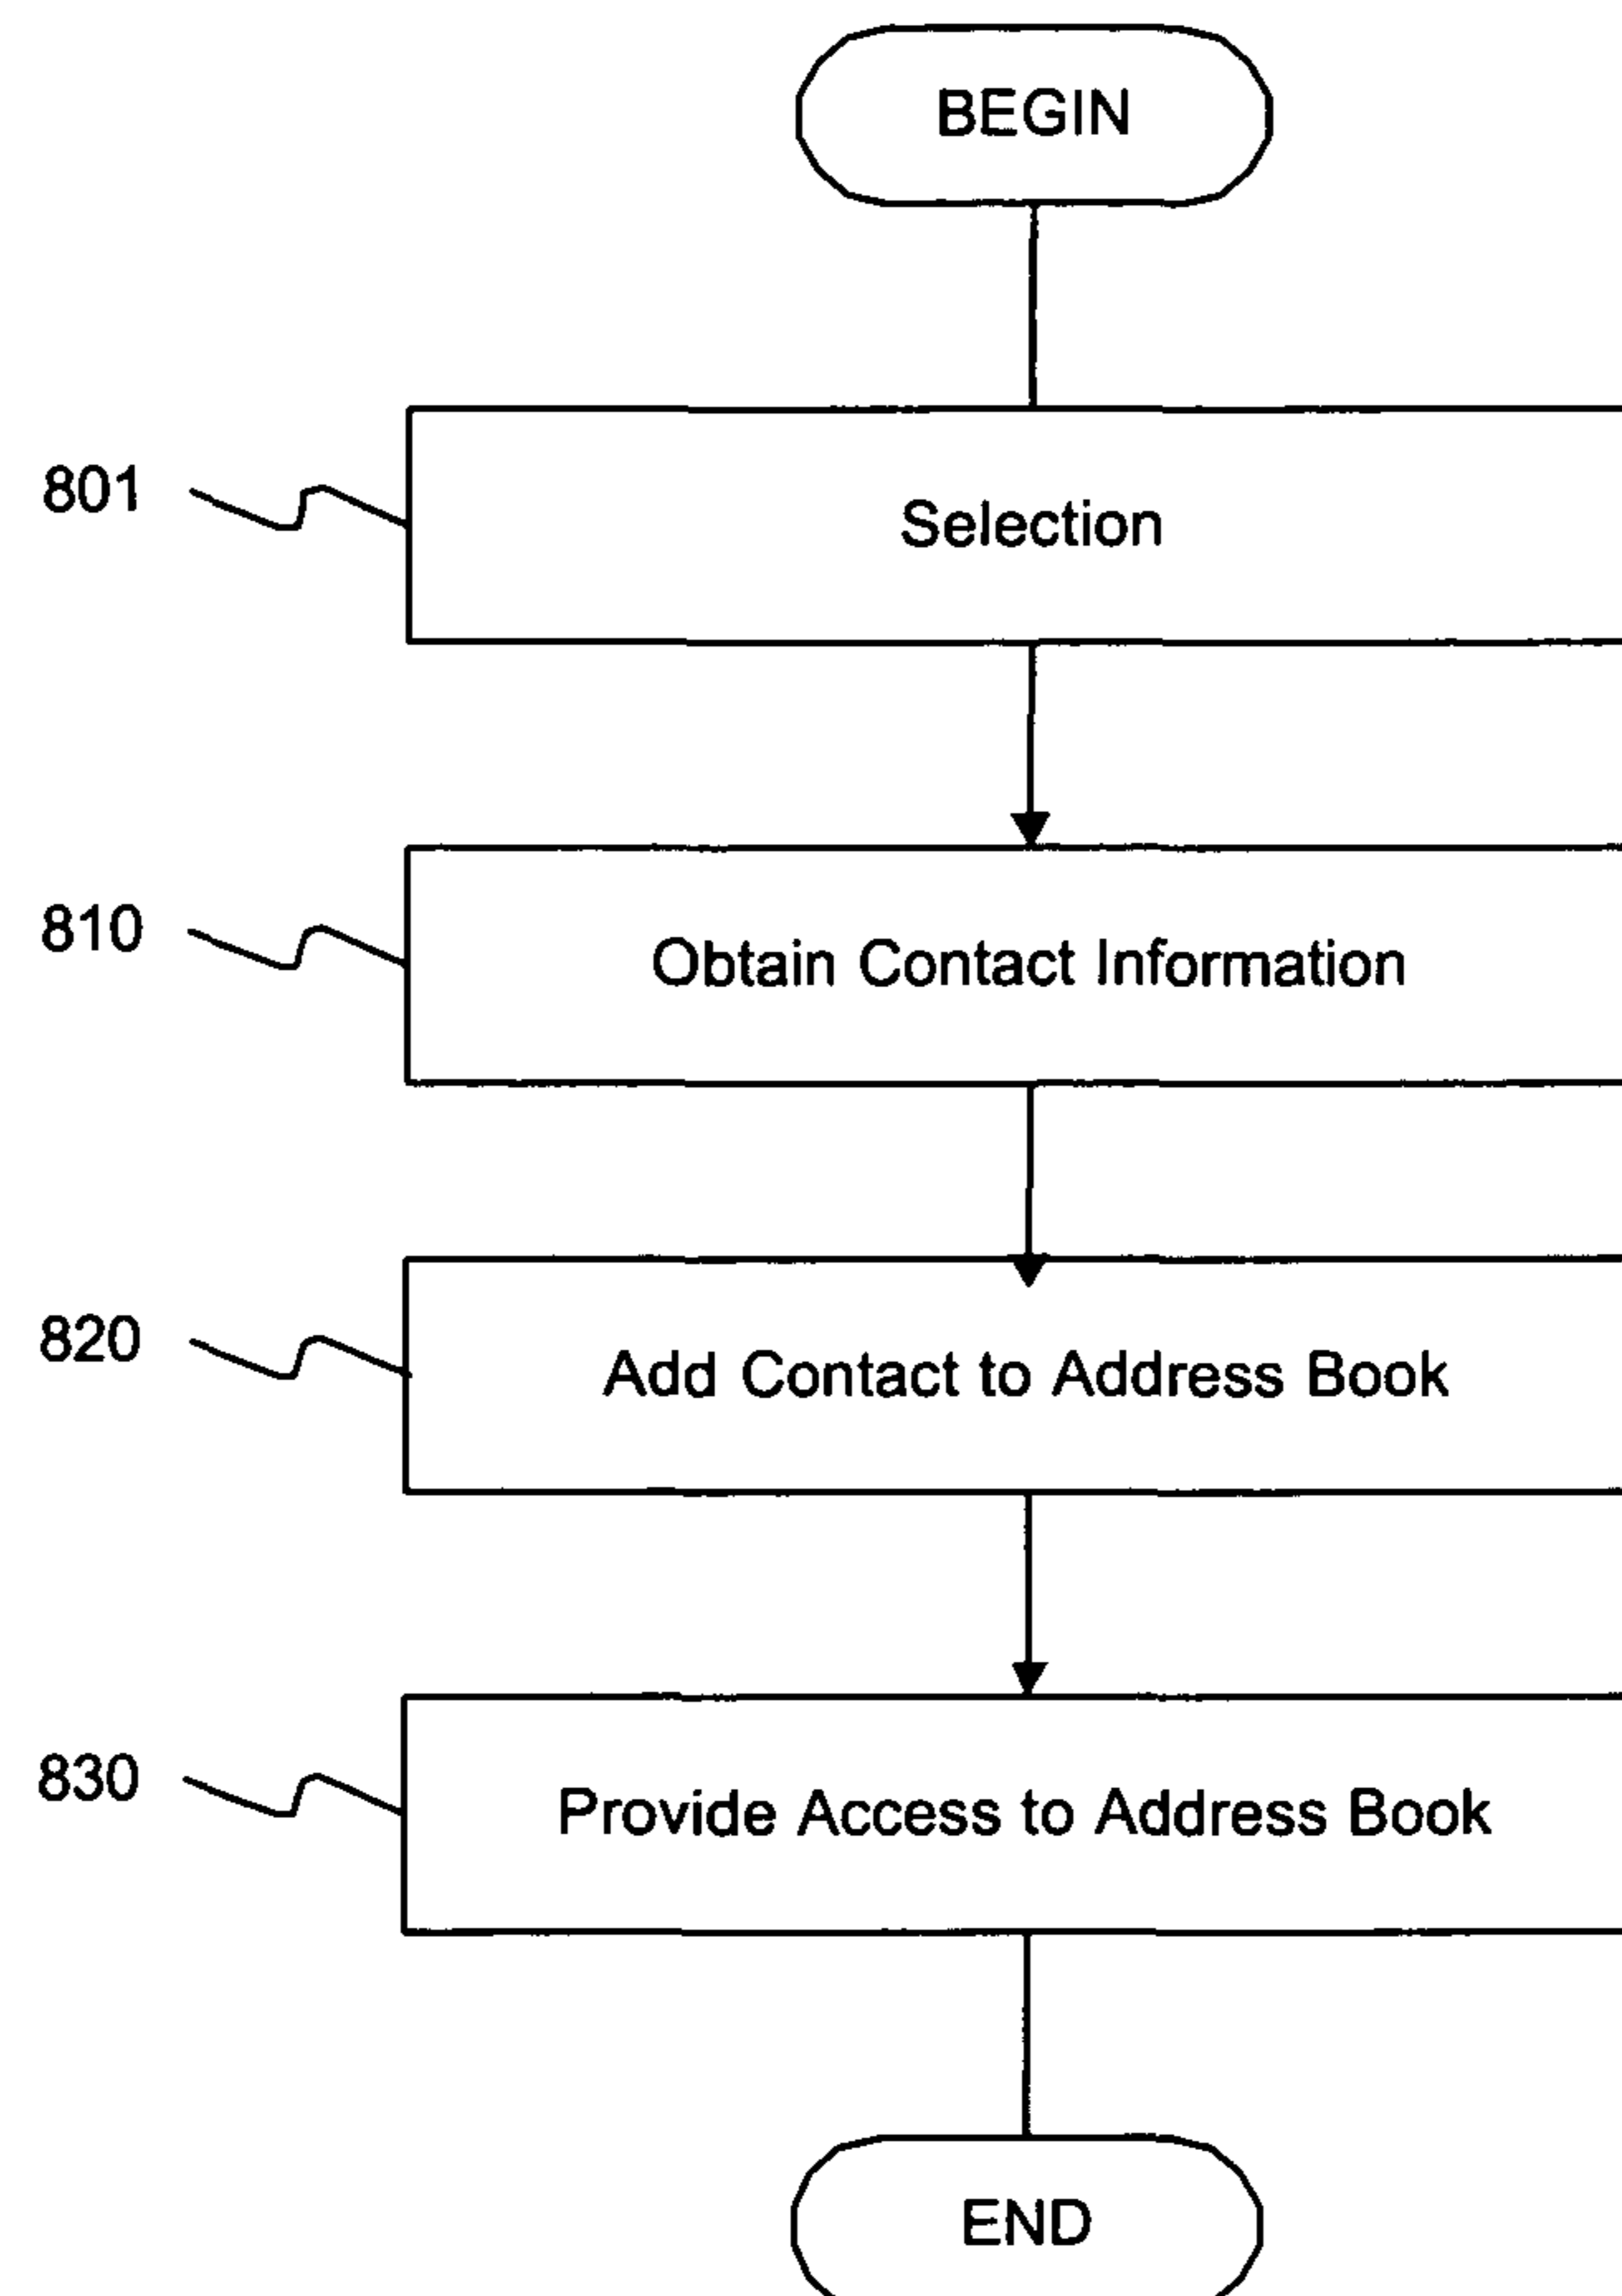 BEGIN
801
Selection
810
Obtain Contact Information
820
Add Contact to Address Book
830
Provide Access to Address Book
END